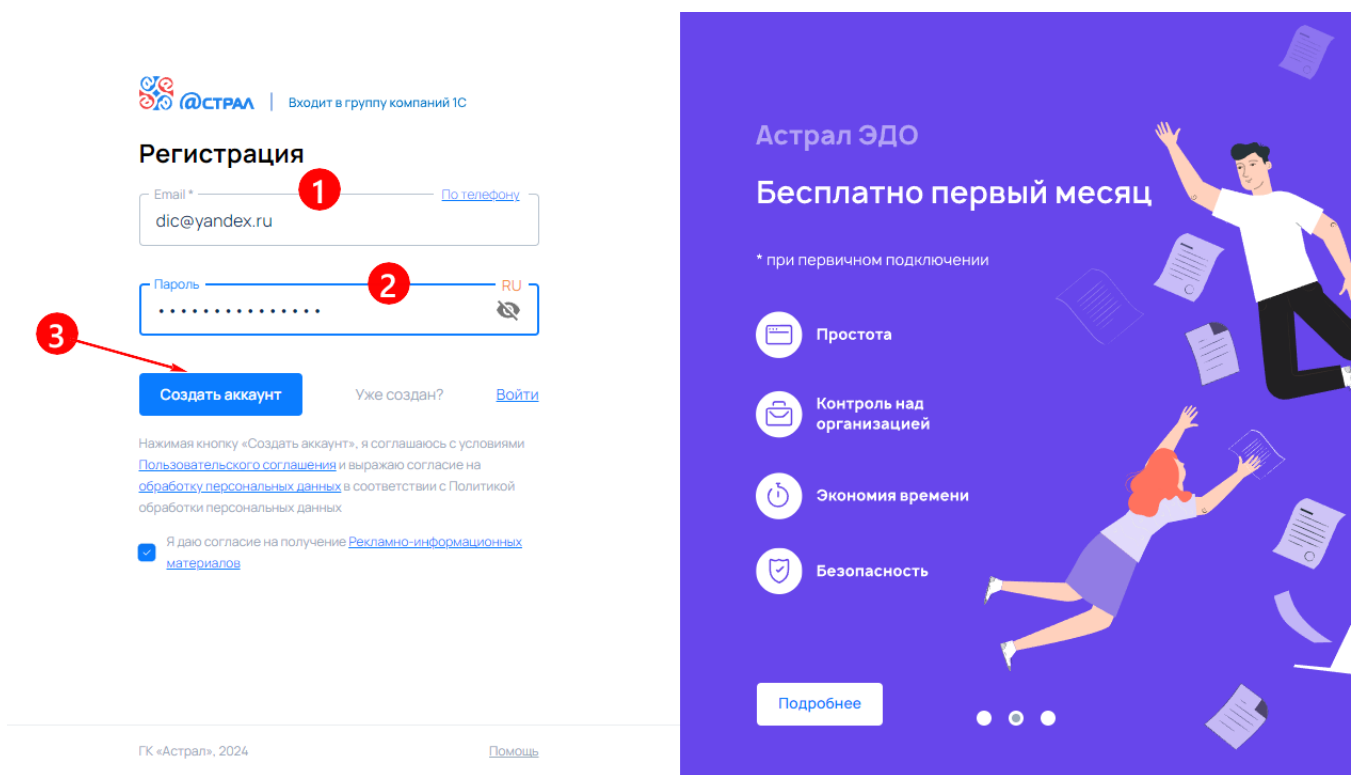 @СТРАЛ | Входит в группу компаний 1С
Регистрация
1
Email *
По телефону
dic@yandex.ru
2
Пароль
RU
•••••••••••••••
3
Создать аккаунт
Уже создан?
Войти
Нажимая кнопку «Создать аккаунт», я соглашаюсь с условиями
Пользовательского соглашения и выражаю согласие на
обработку персональных данных в соответствии с Политикой
обработки персональных данных
Я даю согласие на получение Рекламно-информационных
материалов
ГК «Астрал», 2024
Помощь
Астрал ЭДО
Бесплатно первый месяц
* при первичном подключении
Простота
Контроль над
организацией
Экономия времени
Безопасность
Подробнее